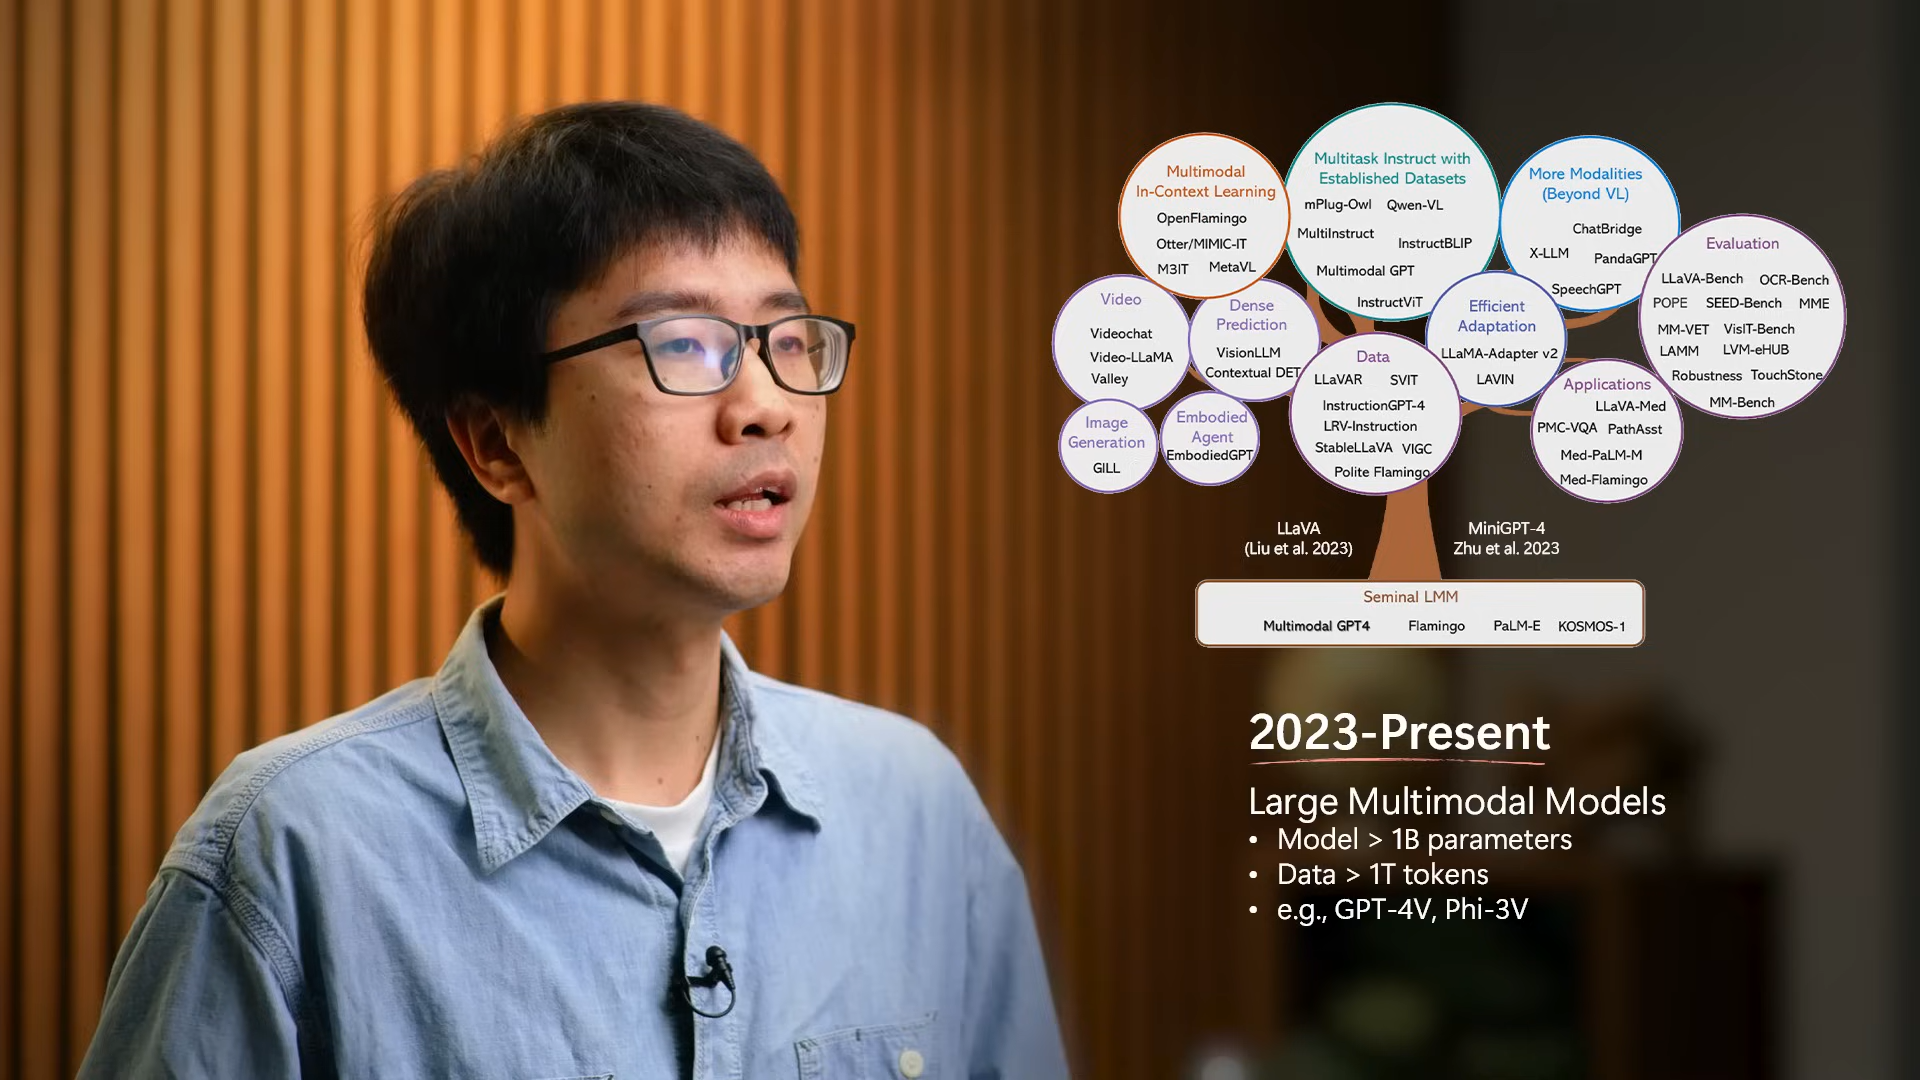 Multimodal
In-Context Learning
OpenFlamingo
Otter/MIMIC-IT
M3IT MetaVL
Multitask Instruct with
Established Datasets
mPlug-Owl Qwen-VL
MultiInstruct
InstructBLIP
Multimodal GPT
InstructViT
More Modalities
(Beyond VL)
ChatBridge
X-LLM PandaGPT
SpeechGPT
Evaluation
LLaVA-Bench OCR-Bench
POPE SEED-Bench MME
MM-VET VisIT-Bench
LAMM LVM-eHUB
Robustness TouchStone
MM-Bench
Video
Videochat
Video-LLaMA
Valley
Dense
Prediction
VisionLLM
Contextual DET
Efficient
Adaptation
LLaMA-Adapter v2
LAVIN
Data
LLaVAR SVIT
InstructionGPT-4
LRV-Instruction
StableLLaVA VIGC
Polite Flamingo
Applications
LLaVA-Med
PMC-VQA PathAsst
Med-PaLM-M
Med-Flamingo
Image
Generation
GILL
Embodied
Agent
EmbodiedGPT
LLaVA
(Liu et al. 2023)
MiniGPT-4
Zhu et al. 2023
Seminal LMM
Multimodal GPT4 Flamingo PaLM-E KOSMOS-1
2023-Present
Large Multimodal Models
• Model > 1B parameters
• Data > 1T tokens
• e.g., GPT-4V, Phi-3V